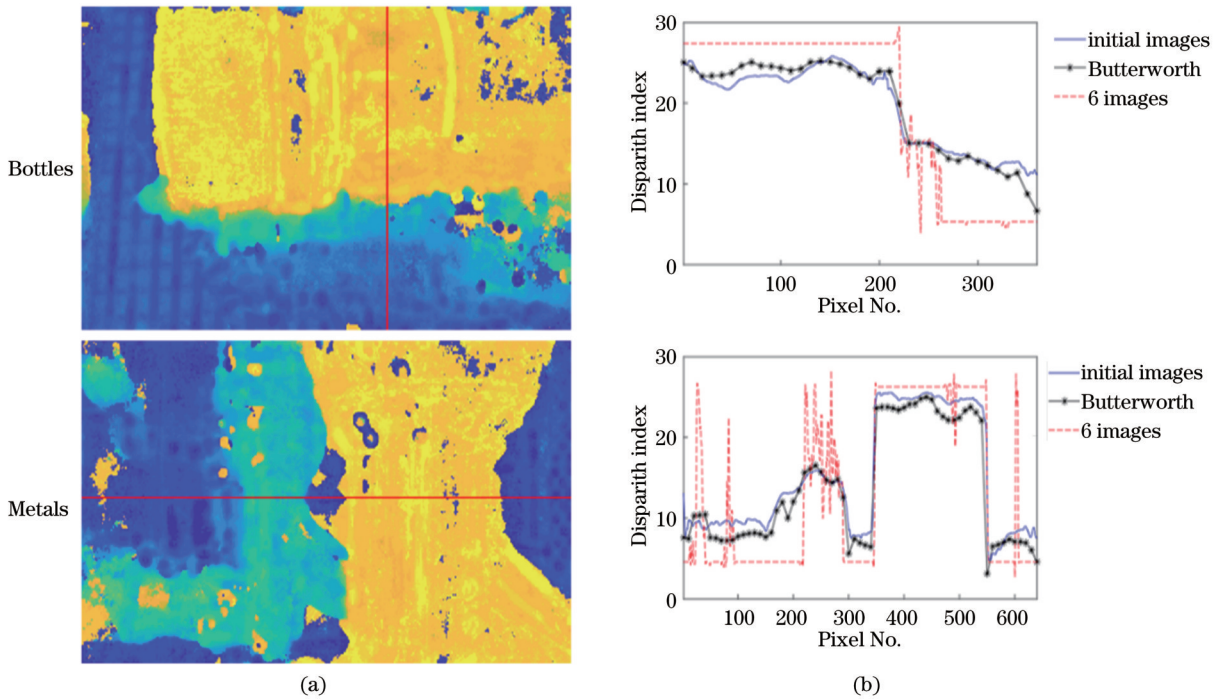 Bottles
30
20
10
0
Disparith index
100
200
300
Pixel No.
initial images
Butterworth
6 images
Metals
30
20
10
0
Disparith index
100
200
300
400
500
600
Pixel No.
initial images
Butterworth
6 images
(a)
(b)